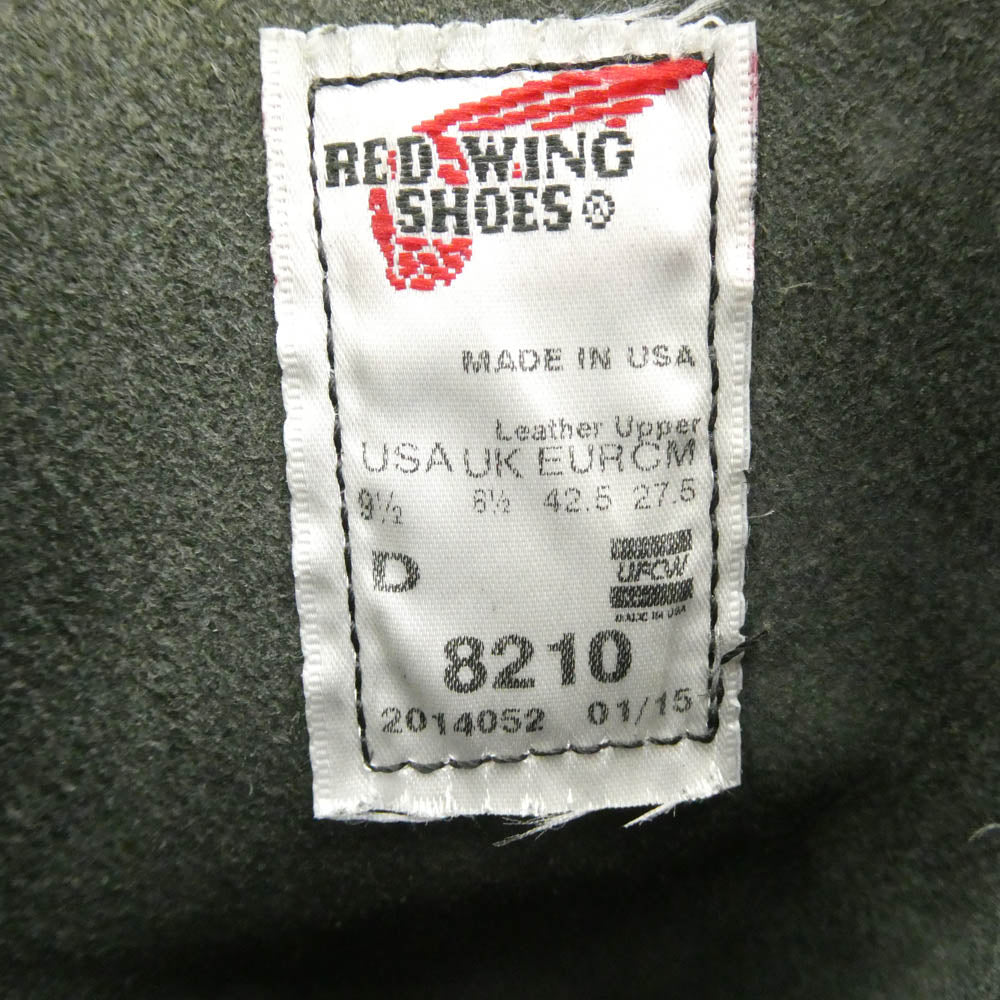 RED WING
SHOES ®
MADE IN USA
Leather Upper
USA UK EUR CM
9½ 8½ 42.5 27.5
D
UFCW
MADE IN USA
8210
2014052 01/15